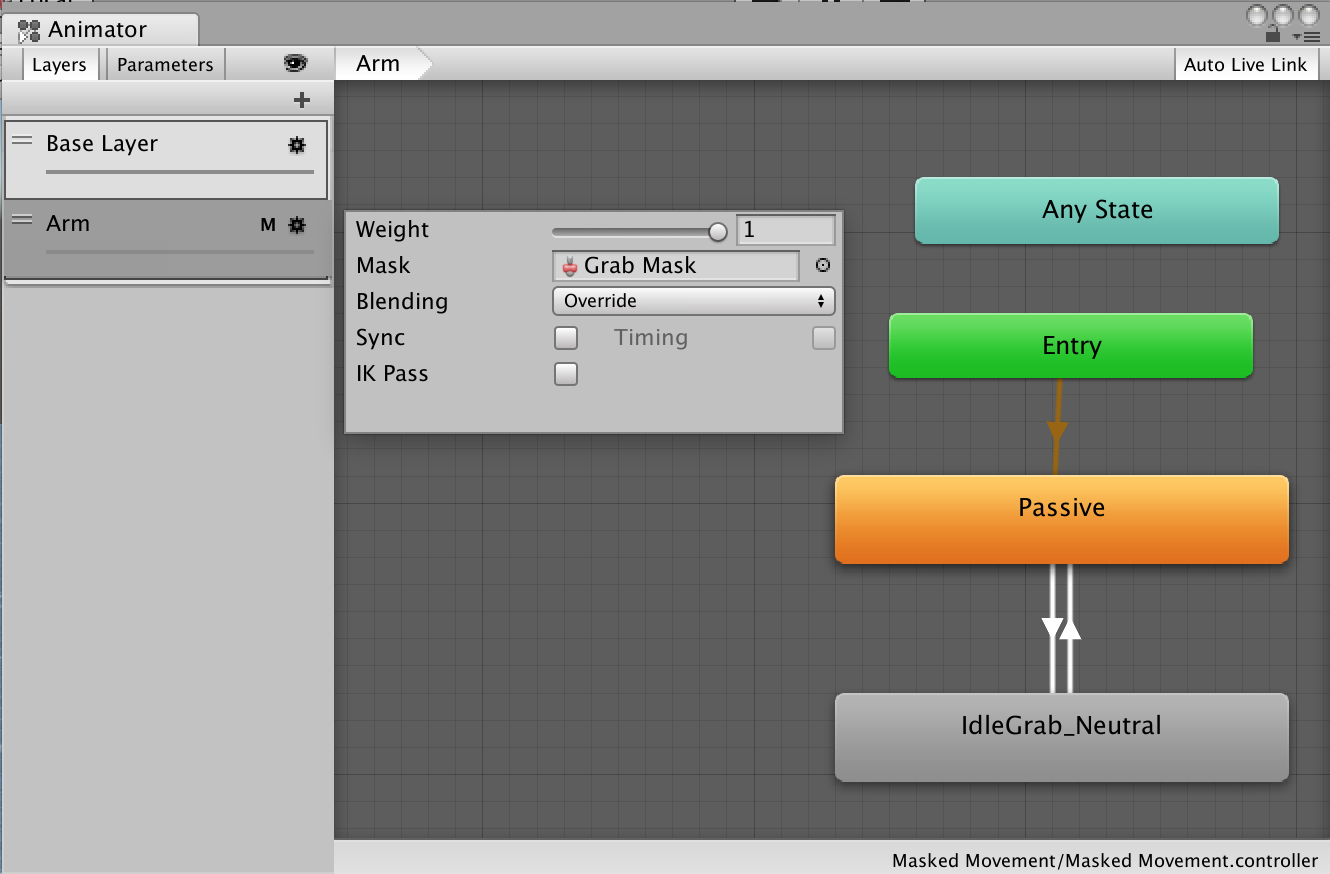 Animator
Layers Parameters
Arm
Auto Live Link
Base Layer
Arm M
Weight 1
Mask Grab Mask
Blending Override
Sync Timing
IK Pass
Any State
Entry
Passive
IdleGrab_Neutral
Masked Movement/Masked Movement.controller